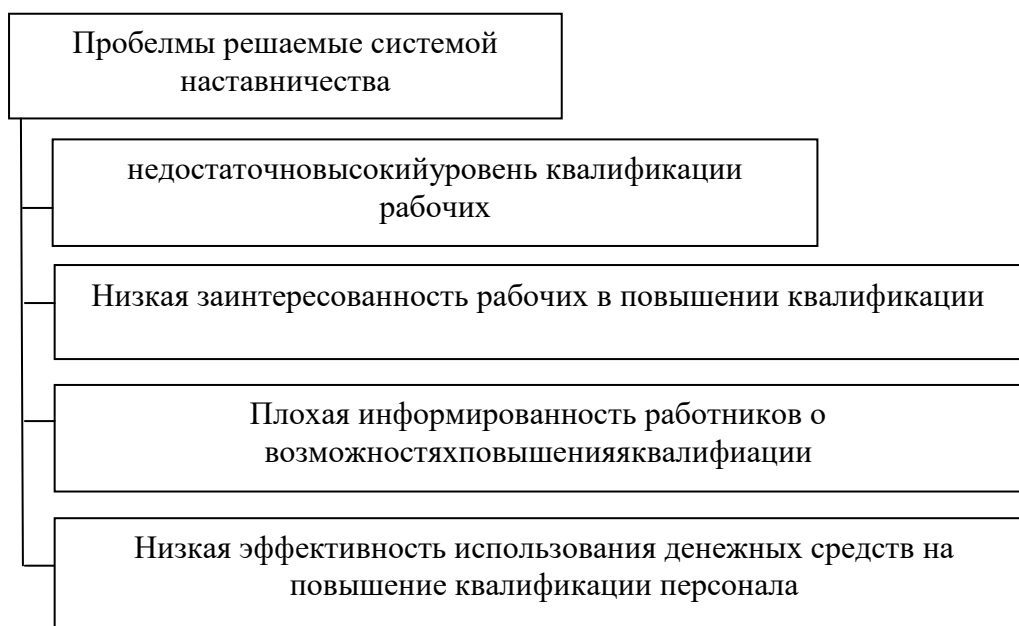 Пробелмы решаемые системой
наставничества
недостаточновысокийуровень квалификации
рабочих
Низкая заинтересованность рабочих в повышении квалификации
Плохая информированность работников о
возможностяхповышенияяквалифиации
Низкая эффективность использования денежных средств на
повышение квалификации персонала